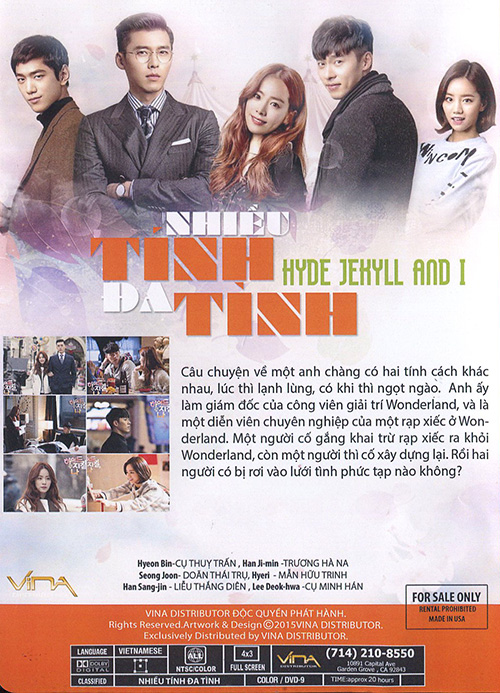 WNCOM
NHIỀU
TÍNH
ĐA
TÌNH
HYDE JEKYLL AND I
Câu chuyện về một anh chàng có hai tính cách khác
nhau, lúc thì lạnh lùng, có khi thì ngọt ngào. Anh ấy
làm giám đốc của công viên giải trí Wonderland, và là
một diễn viên chuyên nghiệp của một rạp xiếc ở Won-
derland. Một người cố gắng khai trừ rạp xiếc ra khỏi
Wonderland, còn một người thì cố xây dựng lại. Rồi hai
người có bị rơi vào lưới tình phức tạp nào không?
Hyeon Bin-CỤ THUỴ TRẤN , Han Ji-min -TRƯƠNG HÀ NA
Seong Joon- DOÃN THÁI TRỤ, Hyeri - MẪN HỮU TRINH
Han Sang-jin - LIỄU THẮNG DIÊN , Lee Deok-hwa -CỤ MINH HÁN
ViNA
FOR SALE ONLY
RENTAL PROHIBITED
MADE IN USA
VINA DISTRIBUTOR ĐỘC QUYỀN PHÁT HÀNH.
Rights Reserved.Artwork & DesignⒸ2015VINA DISTRIBUTOR.
Exclusively Distributed by VINA DISTRIBUTOR.
LANGUAGE VIETNAMESE
DOLBY DIGITAL
ALL
NTSC/COLOR
4x3
FULL SCREEN
ViNA
DISTRIBUTOR
(714) 210-8550
10891 Capital Ave
Garden Grove , CA 92843
CLASSIFIED NHIỀU TÍNH ĐA TÌNH COLOR / DVD-9 TIME:approx 20 hours